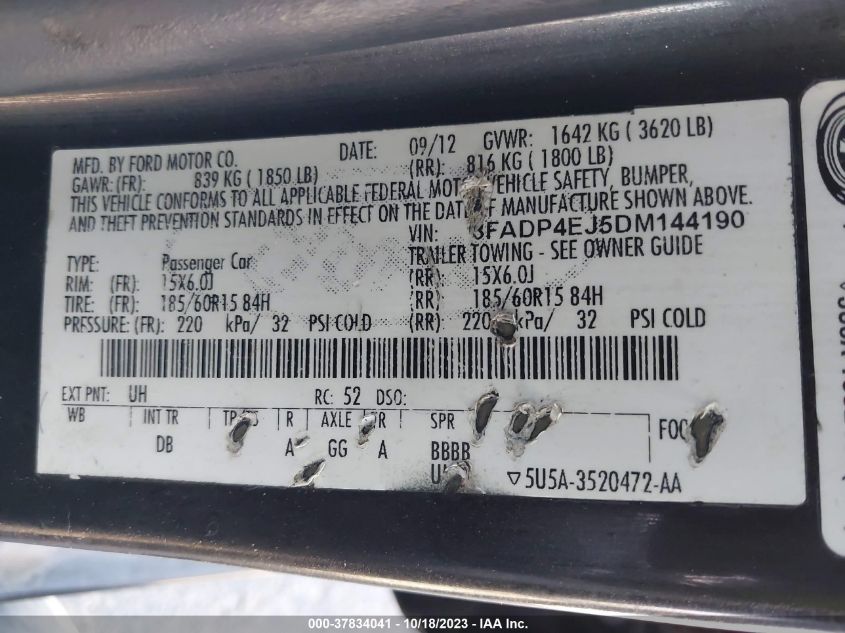 MFD. BY FORD MOTOR CO. DATE: 09/12 GVWR: 1642 KG ( 3620 LB)
GAWR: (FR): 839 KG ( 1850 LB) (RR): 816 KG ( 1800 LB)
THIS VEHICLE CONFORMS TO ALL APPLICABLE FEDERAL MOT VEHICLE SAFETY, BUMPER,
AND THEFT PREVENTION STANDARDS IN EFFECT ON THE DATE OF MANUFACTURE SHOWN ABOVE.
VIN: 3FADP4EJ5DM144190
TYPE: Passenger Car TRAILER TOWING - SEE OWNER GUIDE
RIM: (FR): 15X6.0J (RR): 15X6.0J
TIRE: (FR): 185/60R15 84H (RR): 185/60R15 84H
PRESSURE: (FR): 220 kPa/ 32 PSI COLD (RR): 220 kPa/ 32 PSI COLD
EXT PNT: UH RC: 52 DSO:
WB INT TR R AXLE R SPR
DB A GG A BBBB
▽5U5A-3520472-AA
000-37834041 - 10/18/2023 - © IAA Inc.